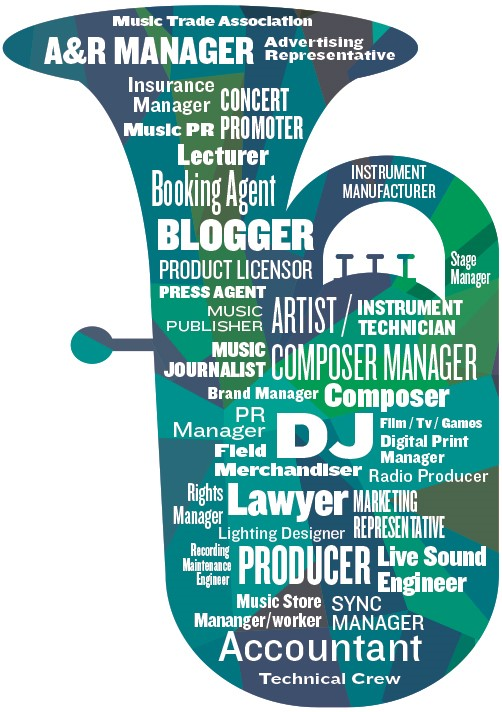 Music Trade Association
A&R MANAGER
Advertising
Representative
Insurance
Manager
CONCERT
PROMOTER
Music PR
Lecturer
Booking Agent
INSTRUMENT
MANUFACTURER
BLOGGER
Stage
Manager
PRODUCT LICENSOR
PRESS AGENT
MUSIC
PUBLISHER
ARTIST /
INSTRUMENT
TECHNICIAN
MUSIC
JOURNALIST
COMPOSER MANAGER
Brand Manager
Composer
PR
Manager
DJ
Film / Tv / Games
Digital Print
Manager
Field
Merchandiser
Radio Producer
Rights
Manager
Lawyer
MARKETING
REPRESENTATIVE
Lighting Designer
Recording
Maintenance
Engineer
PRODUCER
Live Sound
Engineer
Music Store
Mananger/worker
SYNC
MANAGER
Accountant
Technical Crew